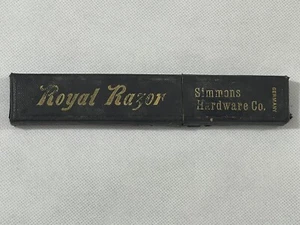 Royal Razor
Simmons
Hardware Co.
GERMANY